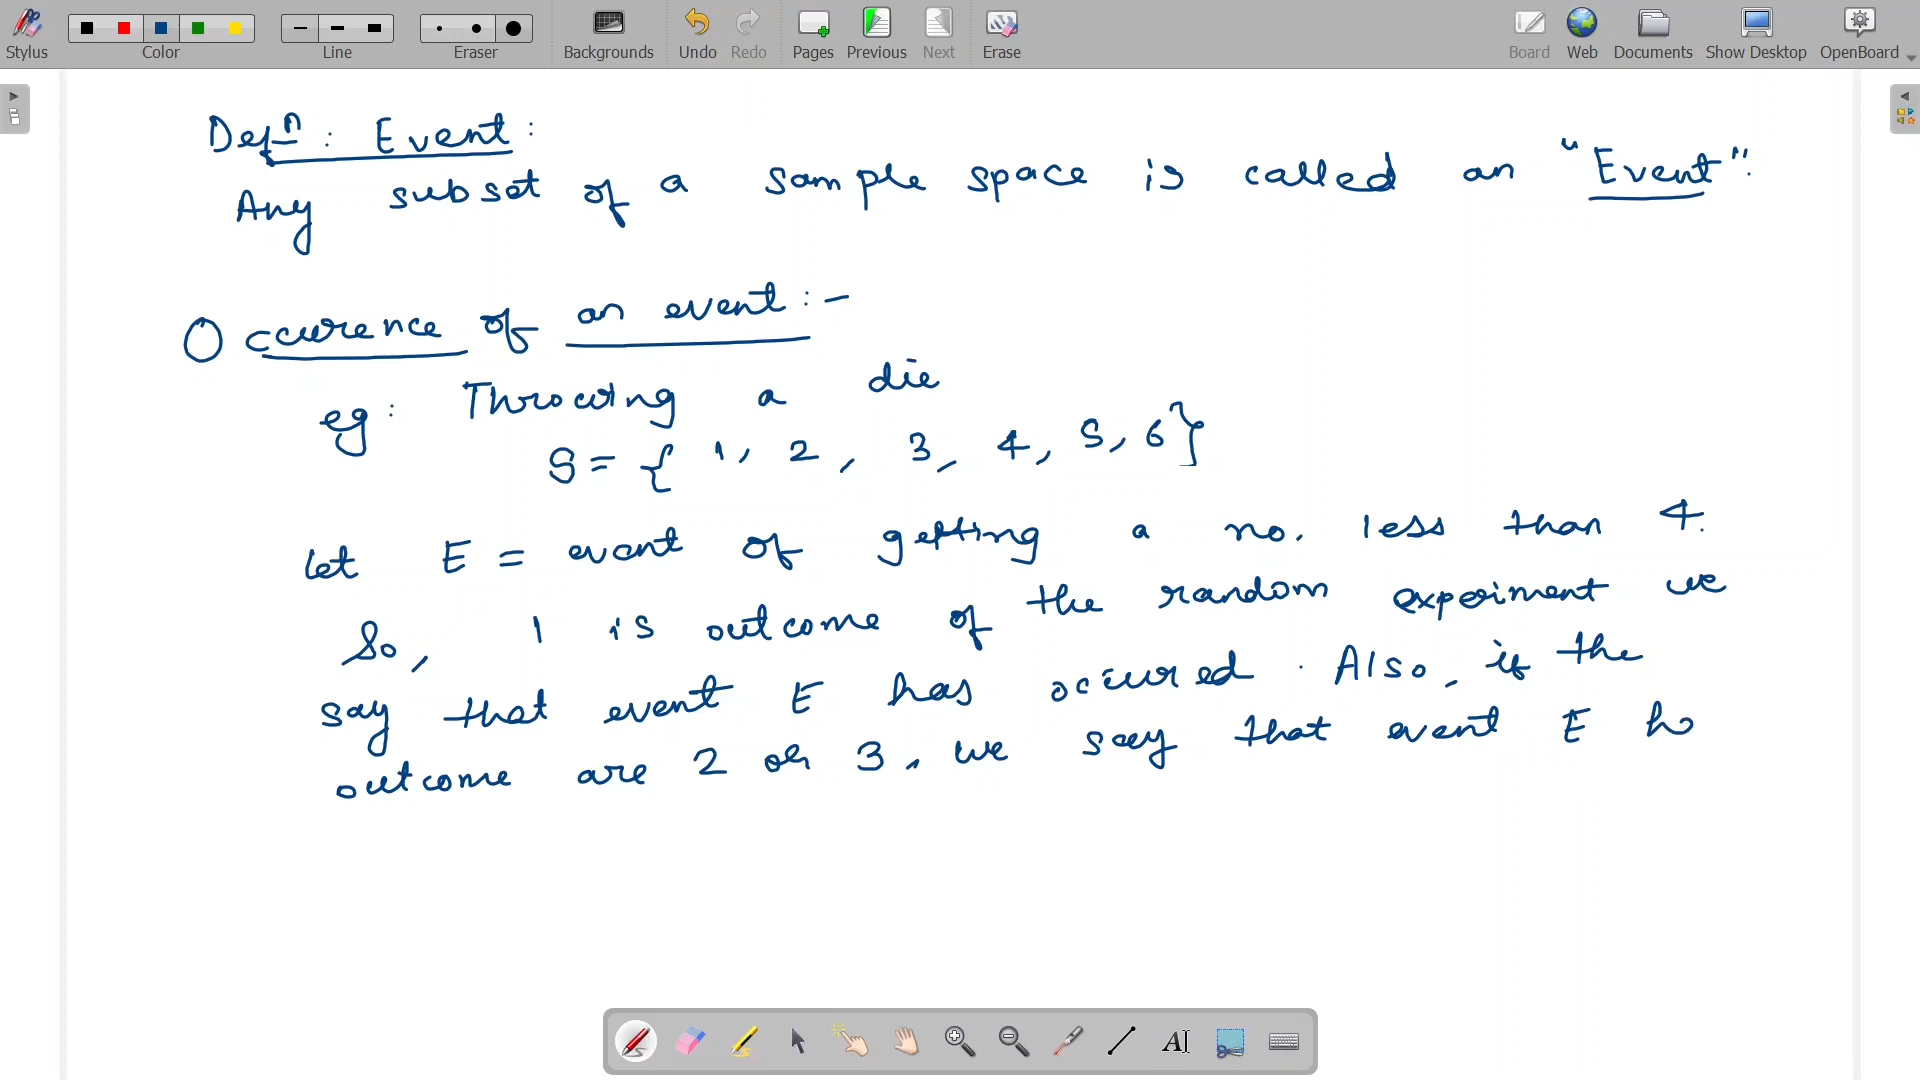 Stylus Color Line Eraser Backgrounds Undo Redo Pages Previous Next Erase Board Web Documents Show Desktop OpenBoard
Defⁿ : Event :
Any subset of a sample space is called an "Event".
Occurence of an event :-
eg : Throwing a die
S = { 1, 2, 3, 4, 5, 6 }
Let E = event of getting a no. less than 4.
So, 1 is outcome of the random experiment we
say that event E has occured. Also, if the
outcome are 2 or 3, we say that event E ha